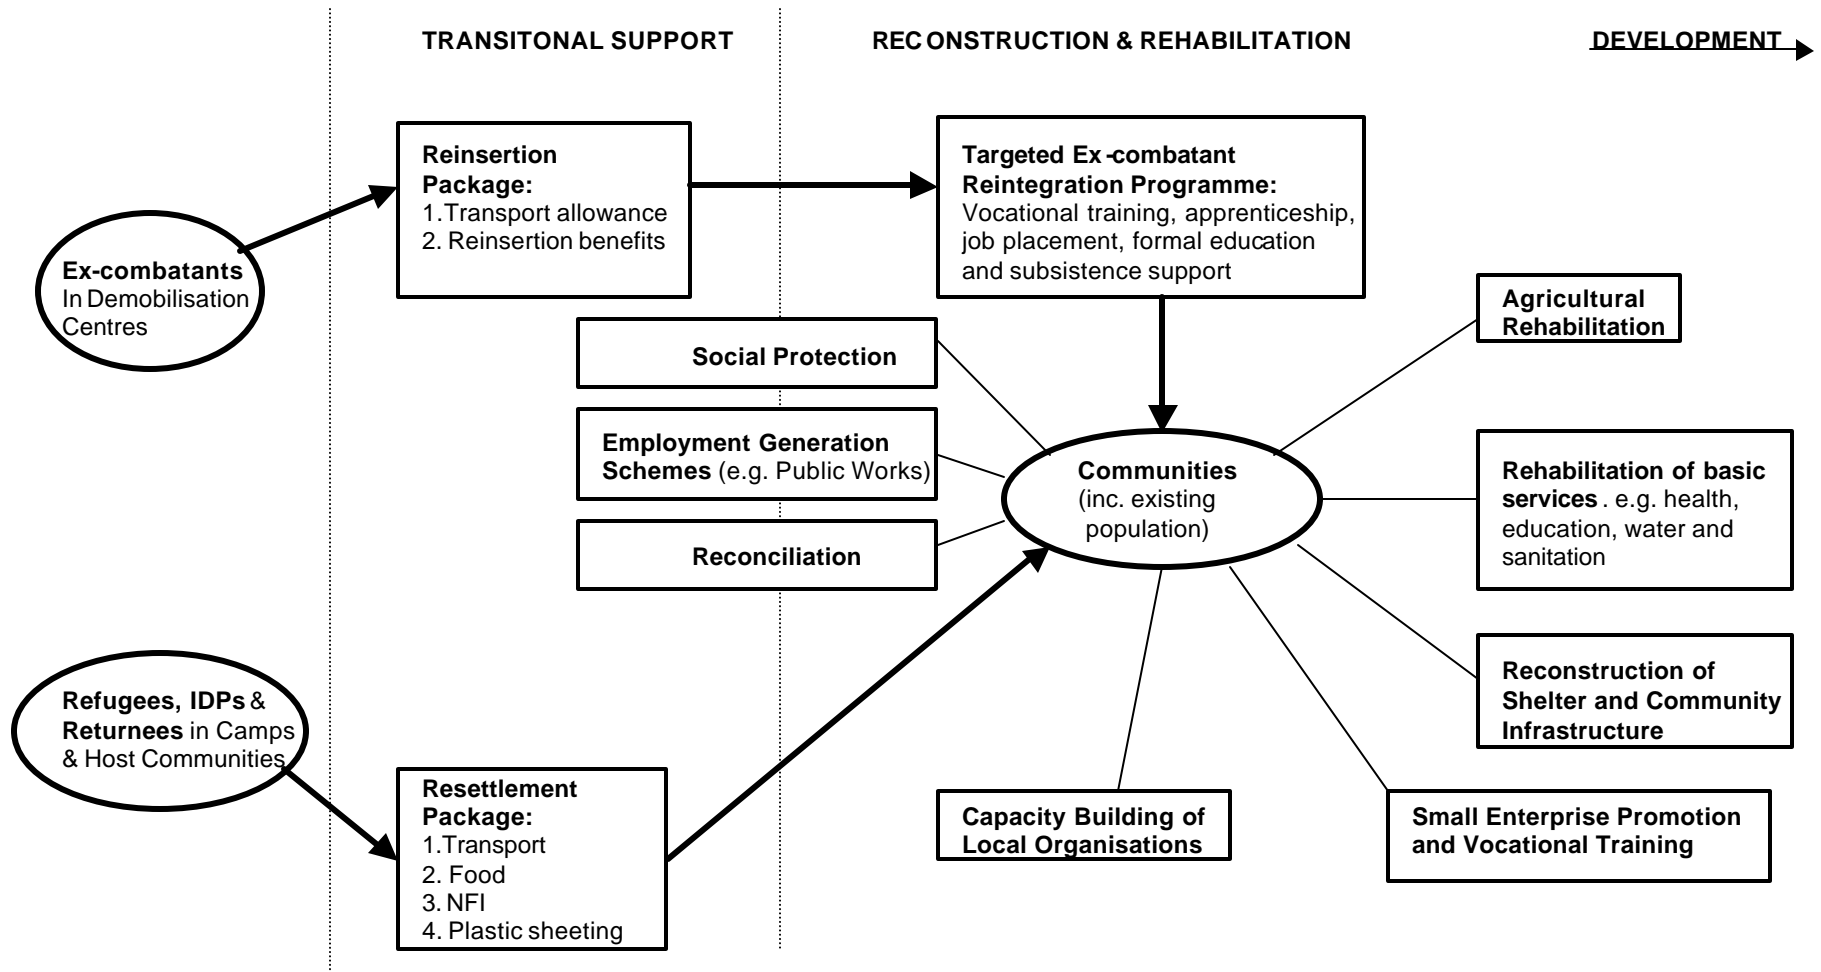 TRANSITONAL SUPPORT
RECONSTRUCTION & REHABILITATION
DEVELOPMENT
Reinsertion
Package:
1.Transport allowance
2. Reinsertion benefits
Targeted Ex-combatant
Reintegration Programme:
Vocational training, apprenticeship,
job placement, formal education
and subsistence support
Ex-combatants
In Demobilisation
Centres
Agricultural
Rehabilitation
Social Protection
Employment Generation
Schemes (e.g. Public Works)
Reconciliation
Communities
(inc. existing
population)
Rehabilitation of basic
services . e.g. health,
education, water and
sanitation
Refugees, IDPs &
Returnees in Camps
& Host Communities
Reconstruction of
Shelter and Community
Infrastructure
Resettlement
Package:
1.Transport
2. Food
3. NFI
4. Plastic sheeting
Capacity Building of
Local Organisations
Small Enterprise Promotion
and Vocational Training